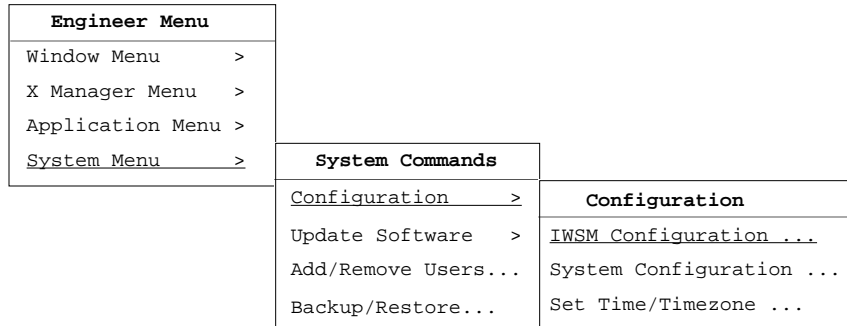 Engineer Menu
Window Menu >
X Manager Menu >
Application Menu >
System Menu >
System Commands
Configuration >
Update Software >
Add/Remove Users...
Backup/Restore...
Configuration
IWSM Configuration ...
System Configuration ...
Set Time/Timezone ...